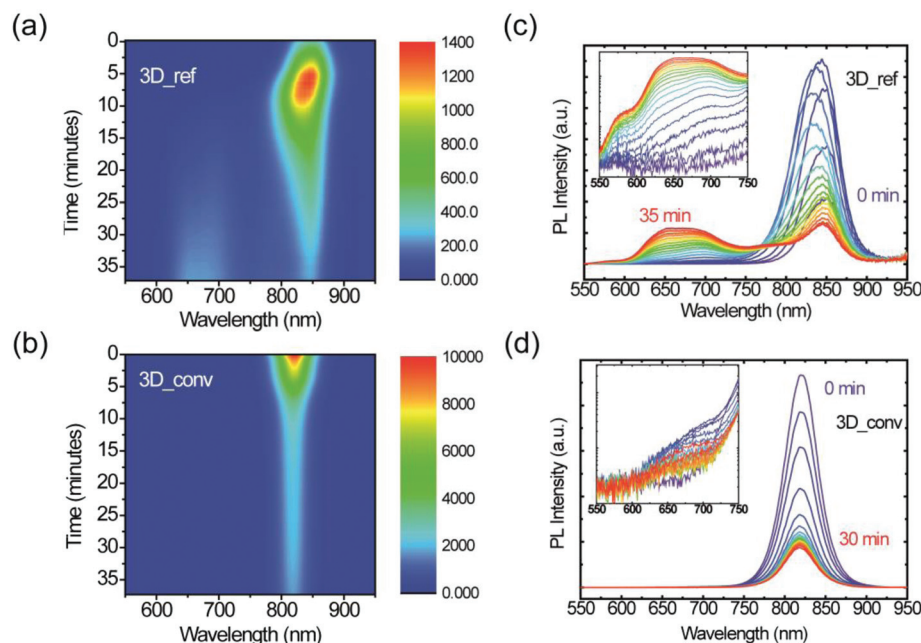 (a)
3D_ref
Time (minutes)
0
5
10
15
20
25
30
35
600
700
800
900
Wavelength (nm)
1400
1200
1000
800.0
600.0
400.0
200.0
0.000
(c)
3D_ref
0 min
35 min
PL Intensity (a.u.)
550 600 650 700 750
550 600 650 700 750 800 850 900 950
Wavelength (nm)
(b)
3D_conv
Time (minutes)
0
5
10
15
20
25
30
35
600
700
800
900
Wavelength (nm)
10000
8000
6000
4000
2000
0.000
(d)
0 min
3D_conv
30 min
PL Intensity (a.u.)
550 600 650 700 750
550 600 650 700 750 800 850 900 950
Wavelength (nm)